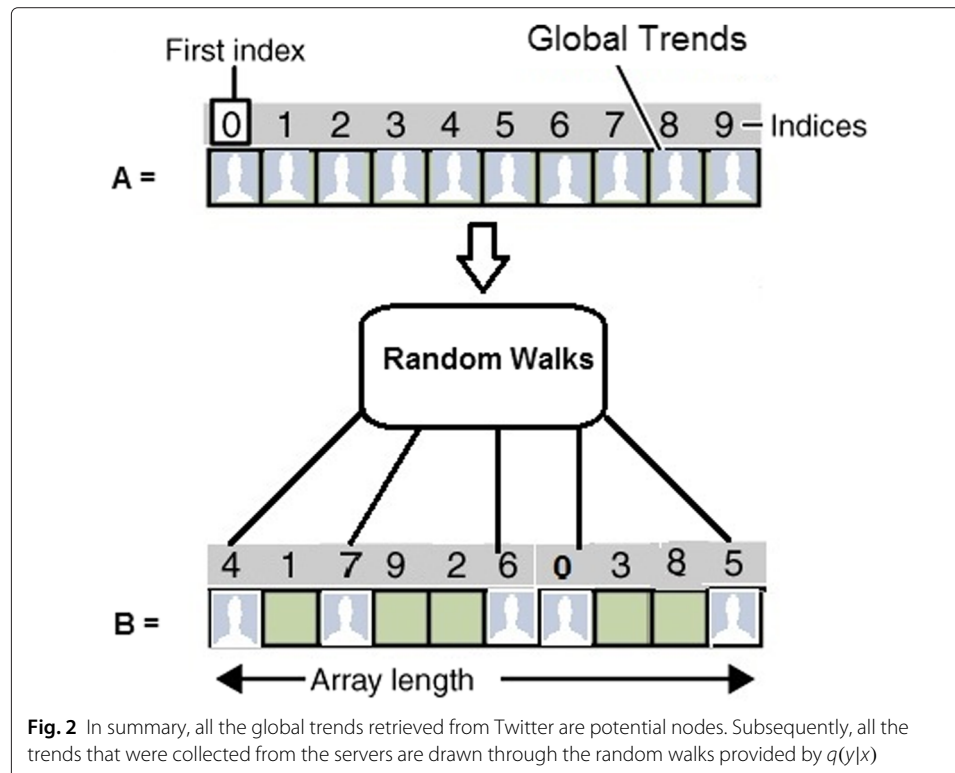 First index
Global Trends
0 1 2 3 4 5 6 7 8 9 Indices
A =
Random Walks
4 1 7 9 2 6 0 3 8 5
B =
Array length
Fig. 2 In summary, all the global trends retrieved from Twitter are potential nodes. Subsequently, all the
trends that were collected from the servers are drawn through the random walks provided by q(y|x)